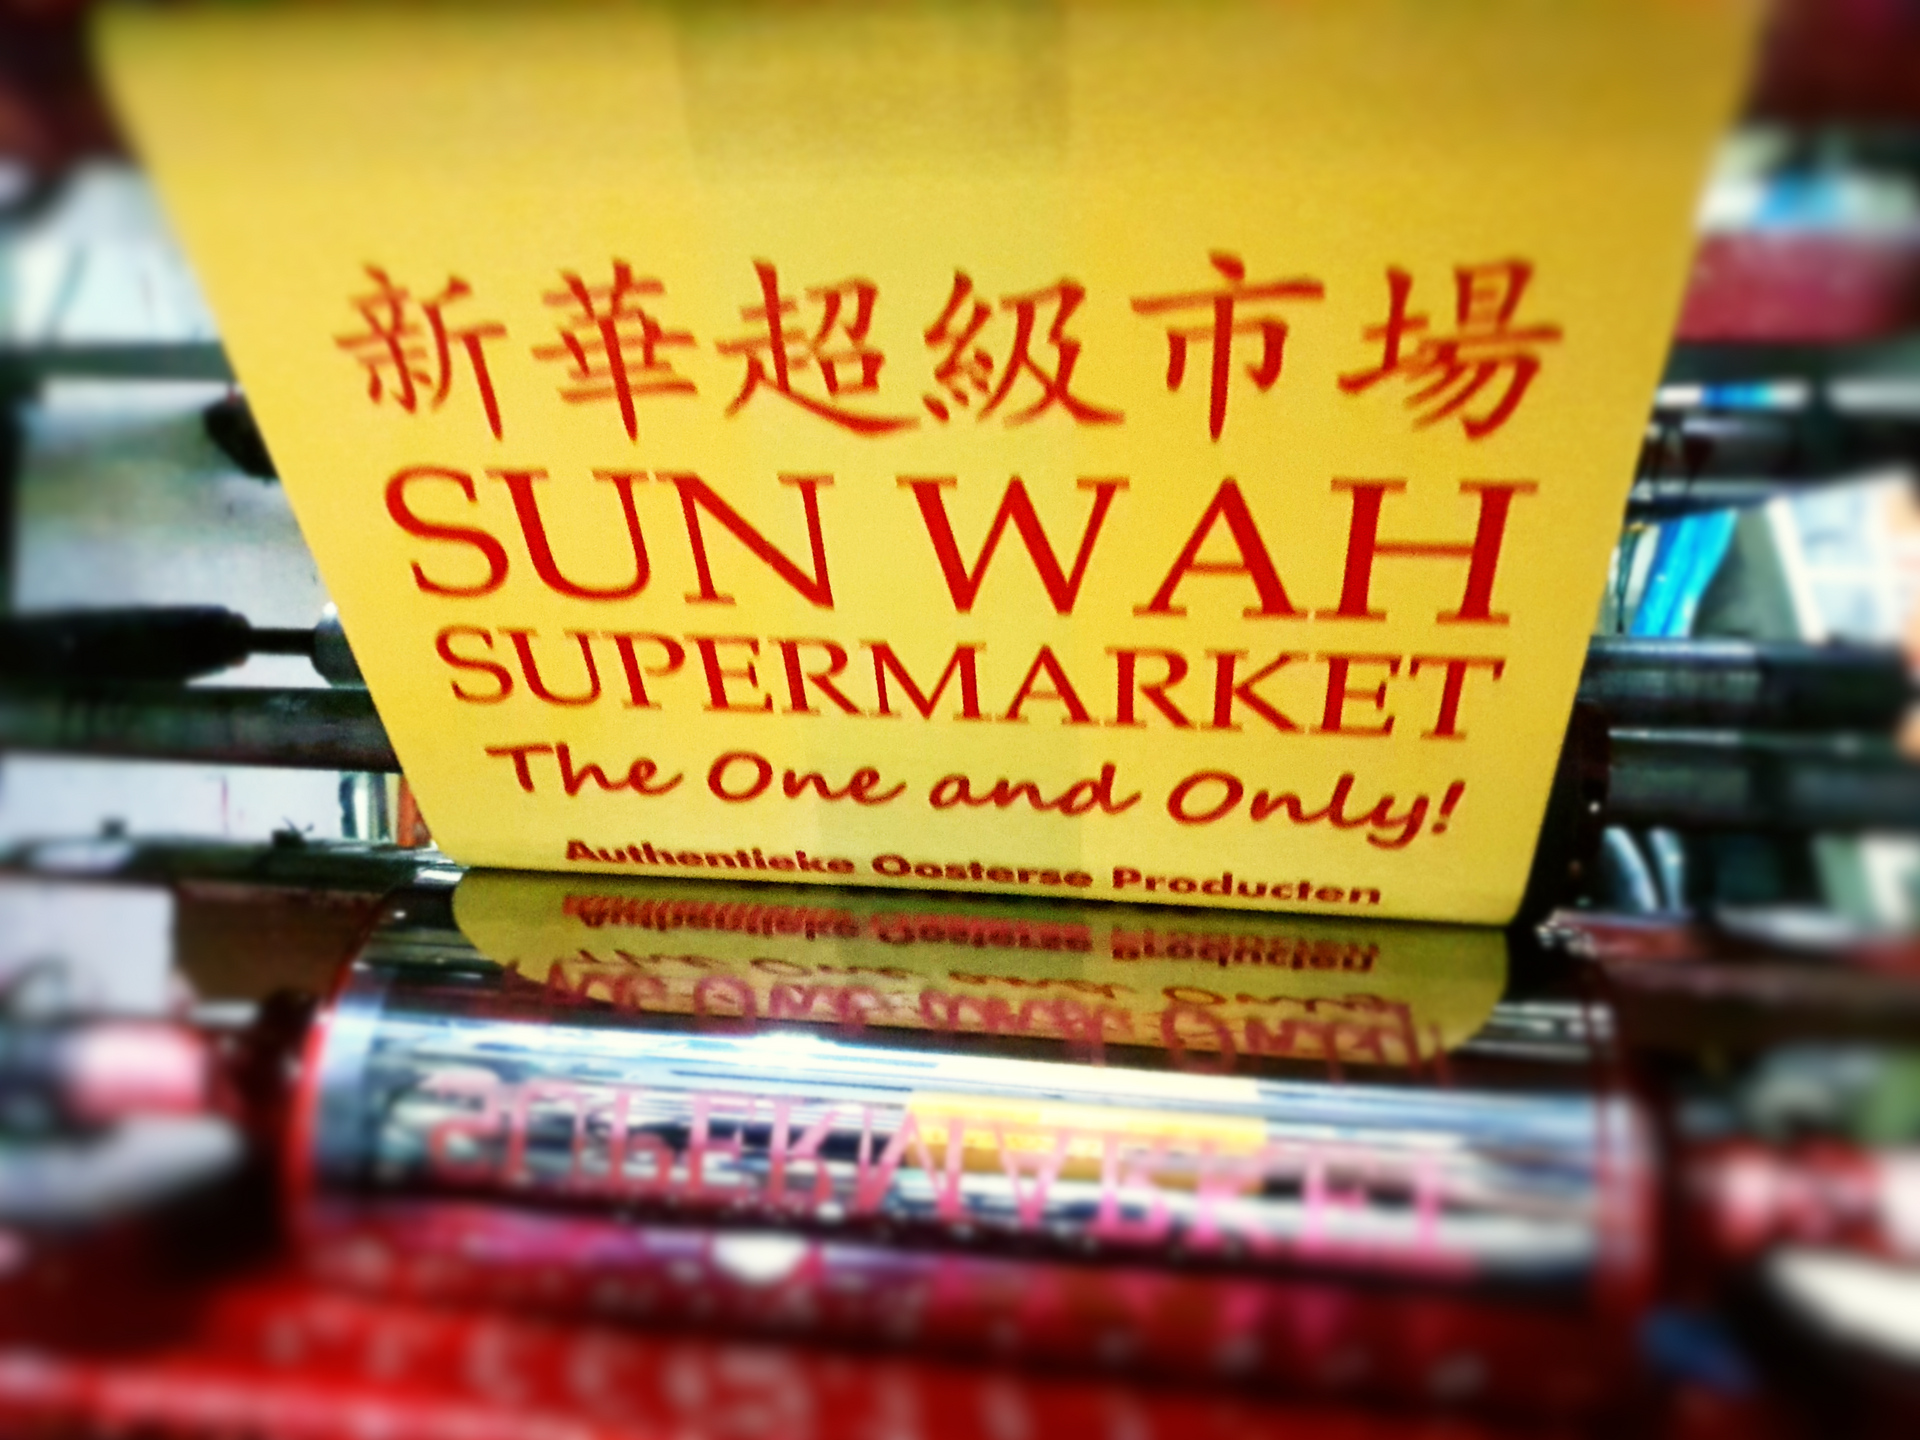 新華超級市場
SUN WAH
SUPERMARKET
The One and Only!
Authentieke Oosterse Producten